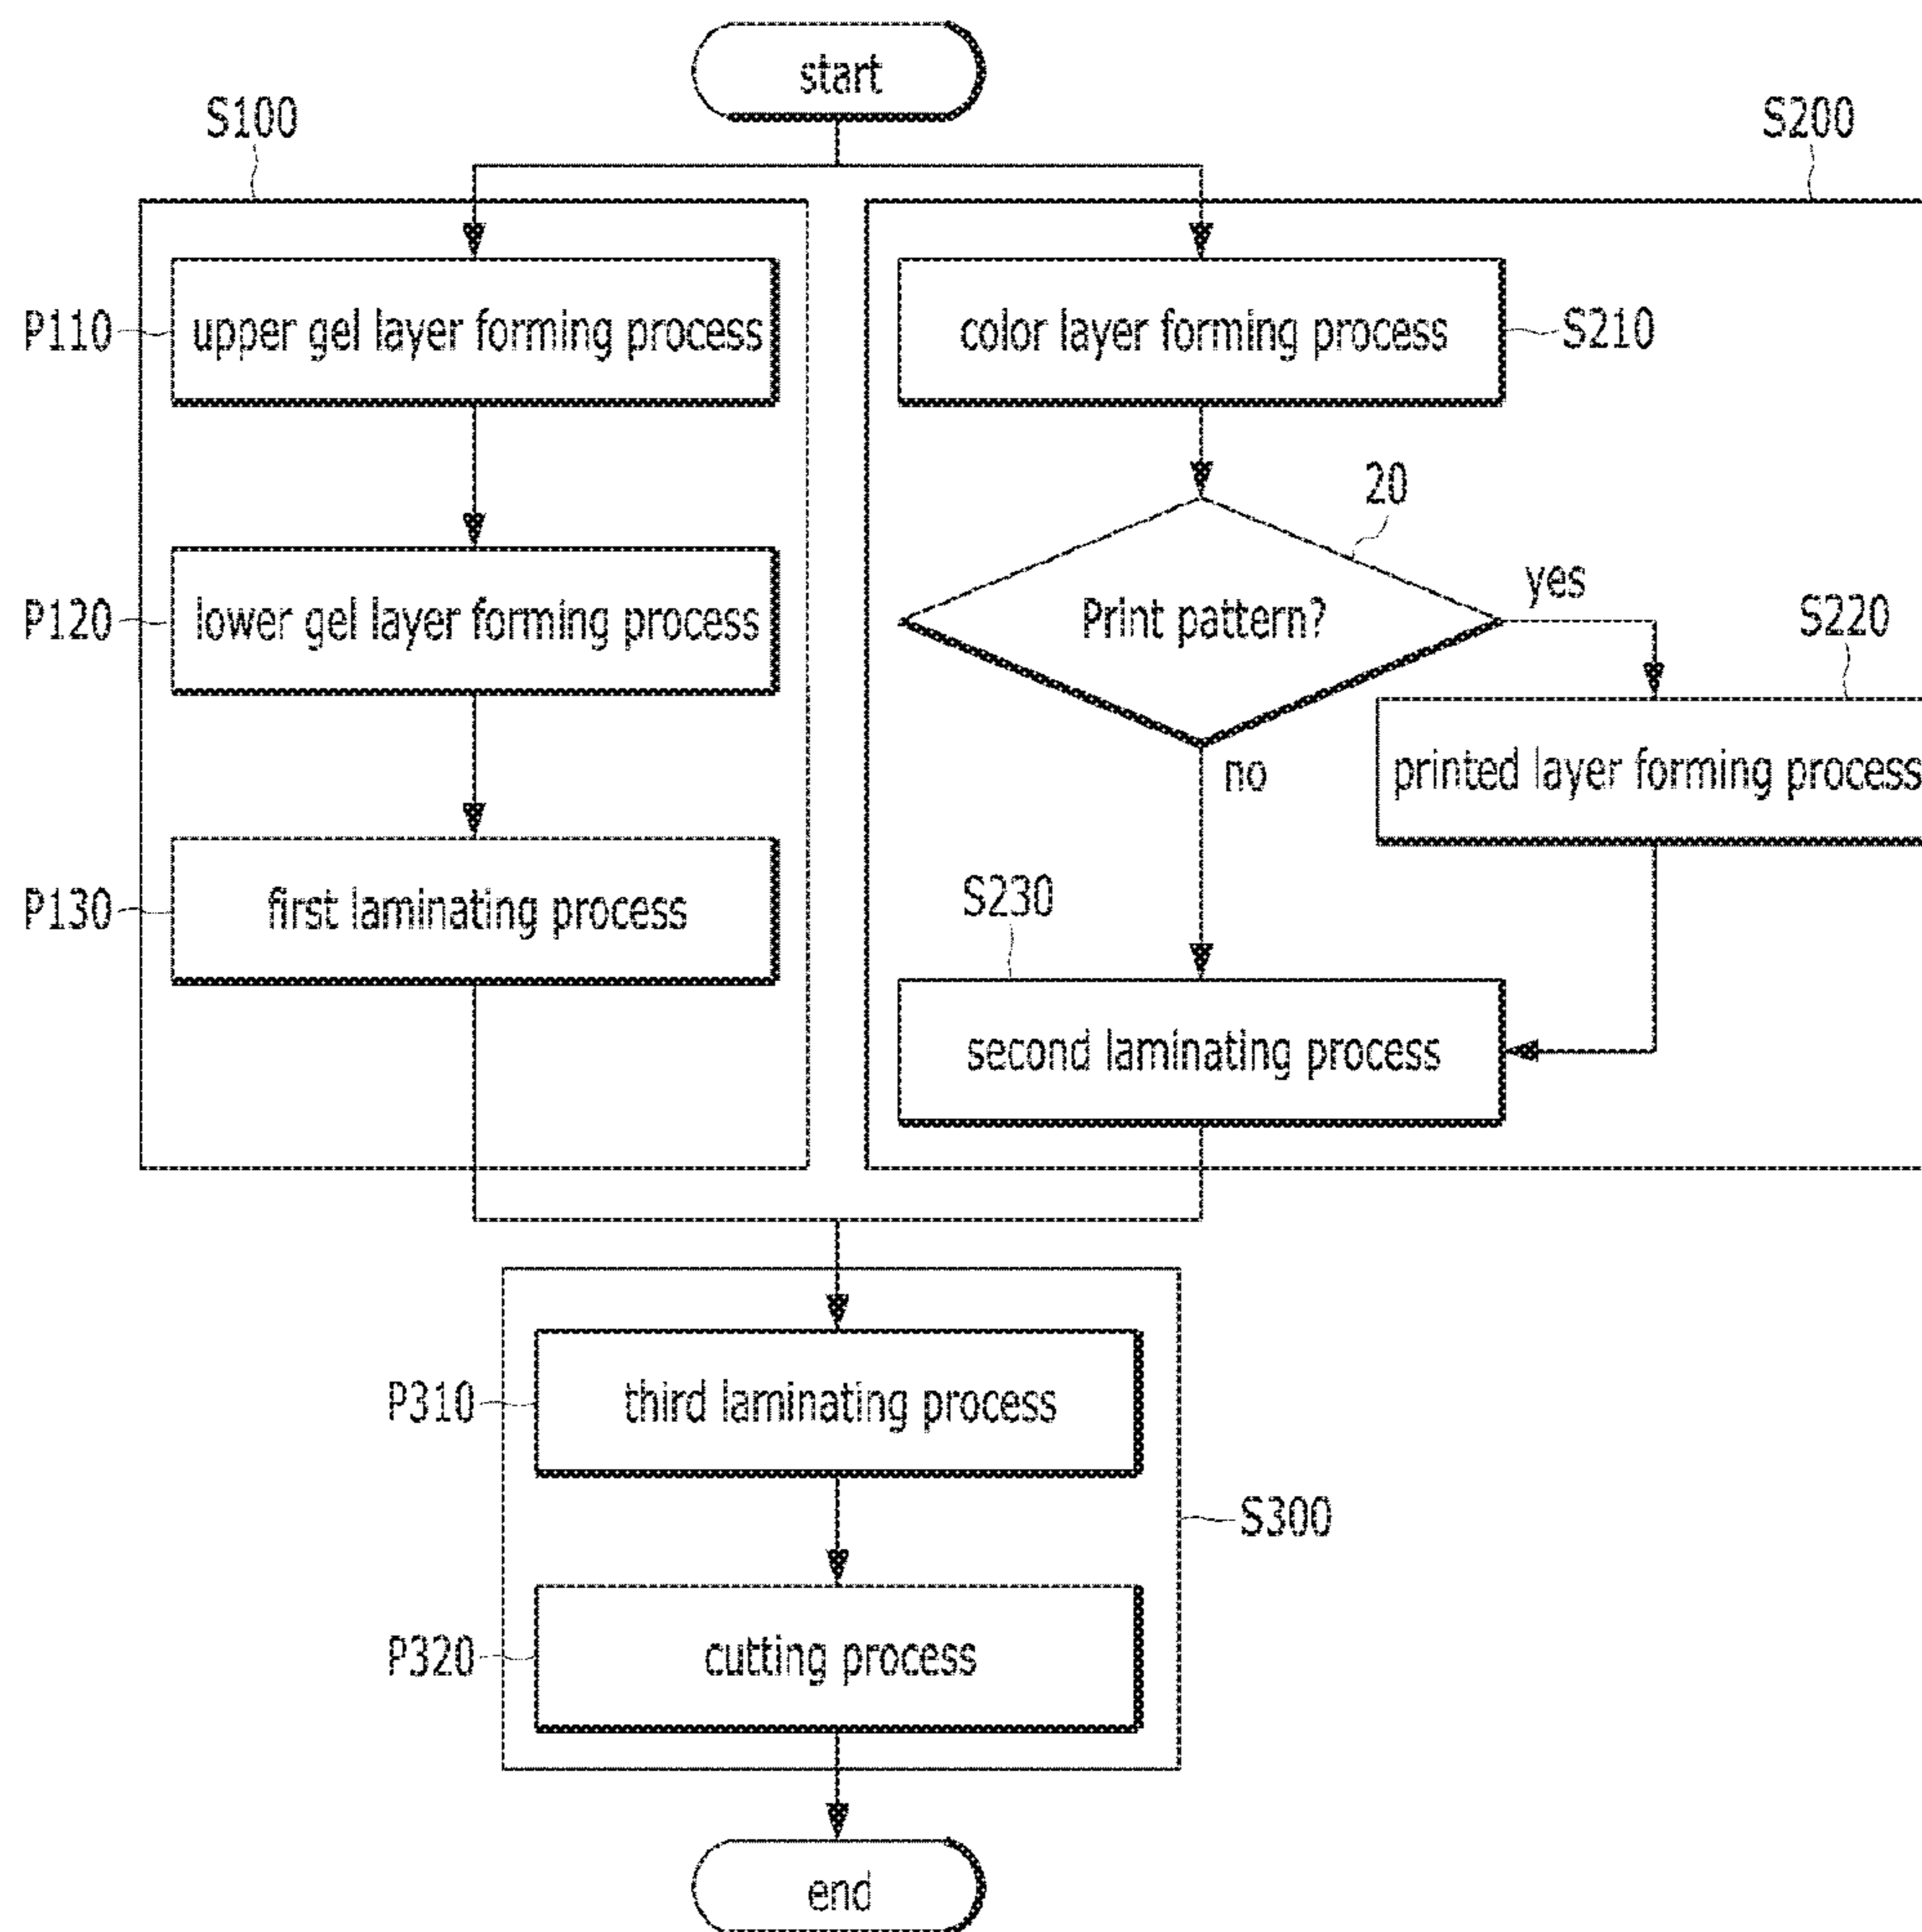 start
S100
S200
P110
upper gel layer forming process
color layer forming process
S210
20
P120
lower gel layer forming process
Print pattern?
yes
S220
no
printed layer forming process
P130
first laminating process
S230
second laminating process
P310
third laminating process
S300
P320
cutting process
end